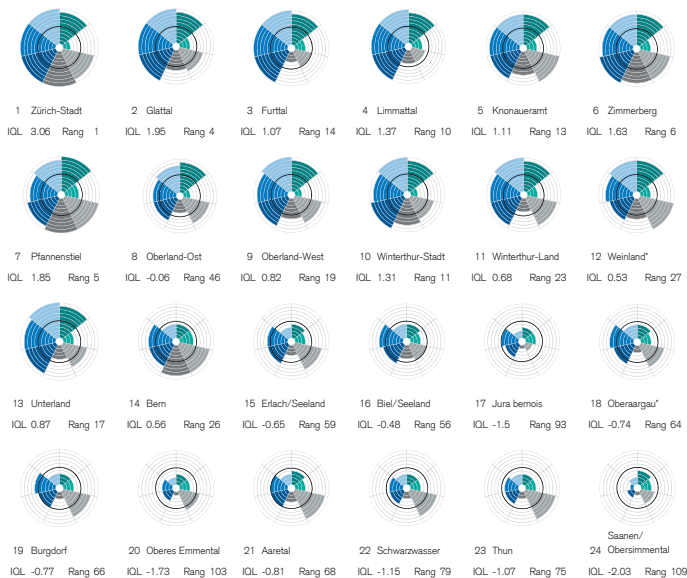 1 Zürich-Stadt 2 Glattal 3 Furttal 4 Limmattal 5 Knonaueramt 6 Zimmerberg
IQL 3.06 Rang 1 IQL 1.95 Rang 4 IQL 1.07 Rang 14 IQL 1.37 Rang 10 IQL 1.11 Rang 13 IQL 1.63 Rang 6
7 Pfannenstiel 8 Oberland-Ost 9 Oberland-West 10 Winterthur-Stadt 11 Winterthur-Land 12 Weinland*
IQL 1.85 Rang 5 IQL -0.06 Rang 46 IQL 0.82 Rang 19 IQL 1.31 Rang 11 IQL 0.68 Rang 23 IQL 0.53 Rang 27
13 Unterland 14 Bern 15 Erlach/Seeland 16 Biel/Seeland 17 Jura bernois 18 Oberaargau*
IQL 0.87 Rang 17 IQL 0.56 Rang 26 IQL -0.65 Rang 59 IQL -0.48 Rang 56 IQL -1.5 Rang 93 IQL -0.74 Rang 64
19 Burgdorf 20 Oberes Emmental 21 Aaretal 22 Schwarzwasser 23 Thun 24 Saanen/
Obersimmental
IQL -0.77 Rang 66 IQL -1.73 Rang 103 IQL -0.81 Rang 68 IQL -1.15 Rang 79 IQL -1.07 Rang 75 IQL -2.03 Rang 109